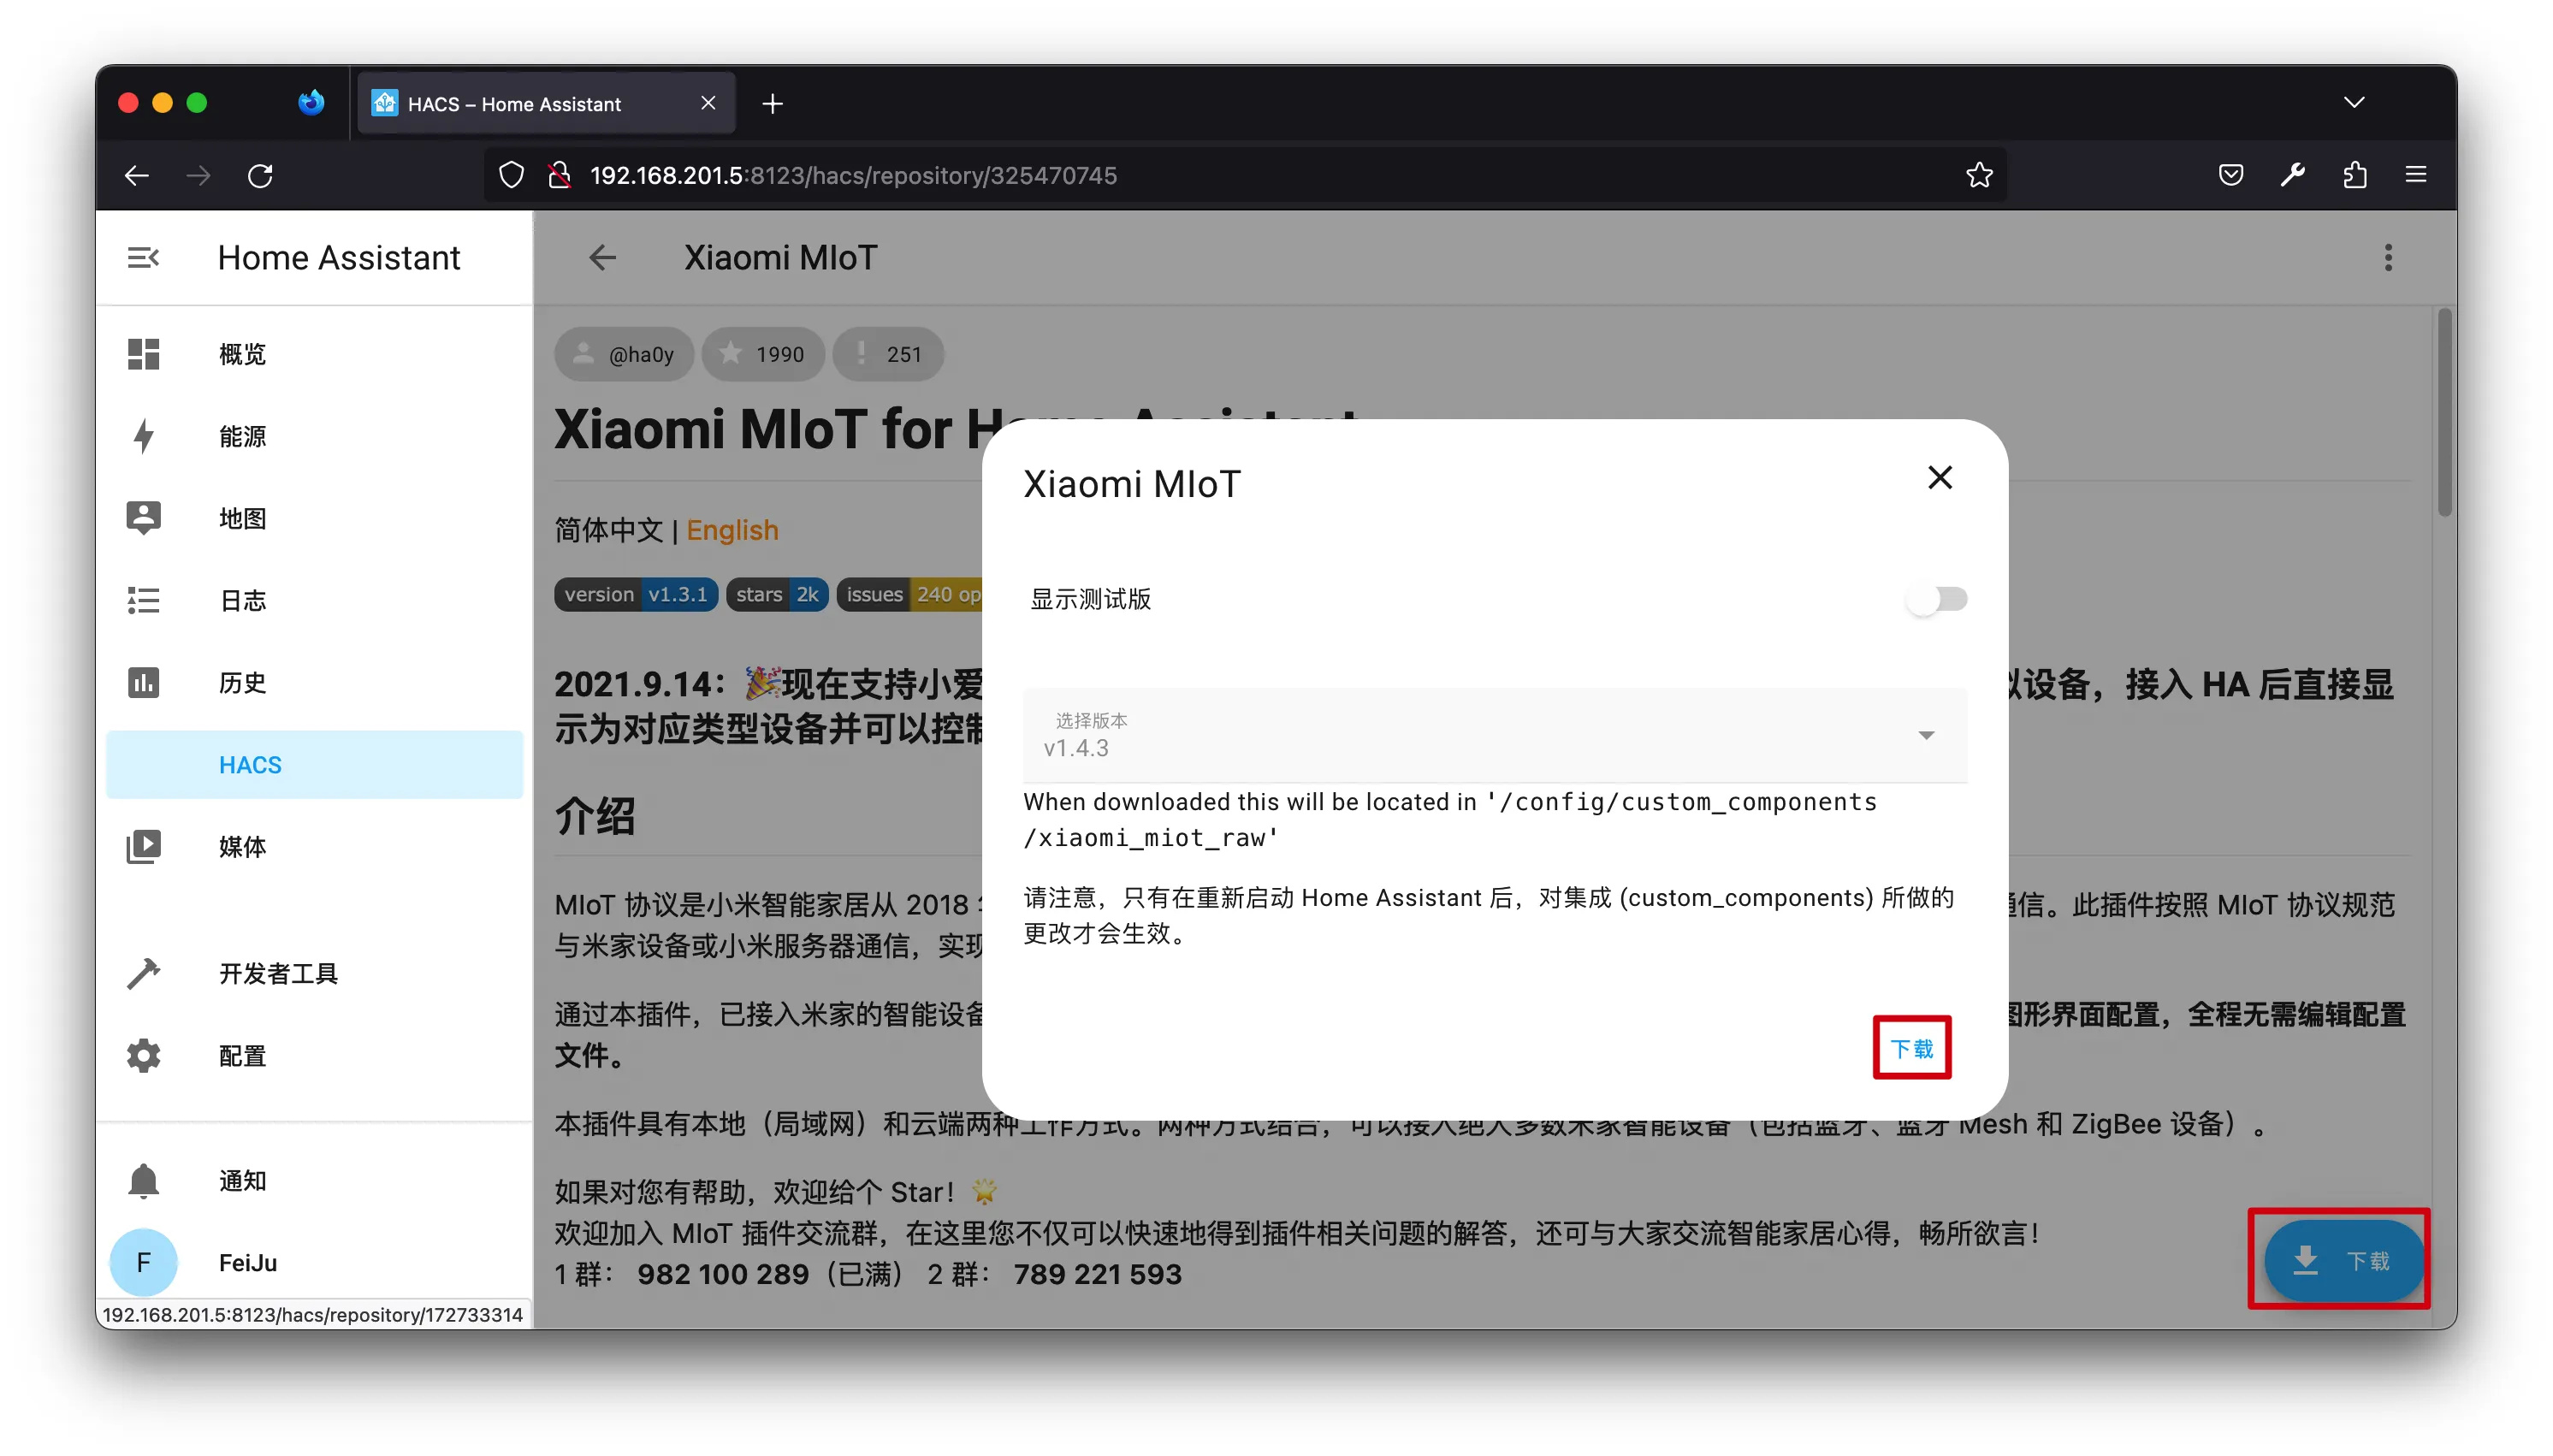 HACS – Home Assistant
192.168.201.5:8123/hacs/repository/325470745
Home Assistant
Xiaomi MIoT
概览
能源
地图
日志
历史
HACS
媒体
开发者工具
配置
通知
F FeiJu
192.168.201.5:8123/hacs/repository/172733314
@ha0y 1990 251
Xiaomi MIoT for Home Assistant
简体中文 | English
version v1.3.1 stars 2k issues 240 op
2021.9.14：🎉现在支持小爱
设备，接入 HA 后直接显
示为对应类型设备并可以控制
介绍
MIoT 协议是小米智能家居从 2018
信。此插件按照 MIoT 协议规范
与米家设备或小米服务器通信，实现
通过本插件，已接入米家的智能设备
图形界面配置，全程无需编辑配置
文件。
本插件具有本地（局域网）和云端两种工作方式。两种方式结合，可以接入绝大多数米家智能设备（包括蓝牙、蓝牙 Mesh 和 ZigBee 设备）。
如果对您有帮助，欢迎给个 Star！🌟
欢迎加入 MIoT 插件交流群，在这里您不仅可以快速地得到插件相关问题的解答，还可与大家交流智能家居心得，畅所欲言！
1 群： 982 100 289（已满） 2 群： 789 221 593
下载
Xiaomi MIoT
显示测试版
选择版本
v1.4.3
When downloaded this will be located in '/config/custom_components
/xiaomi_miot_raw'
请注意，只有在重新启动 Home Assistant 后，对集成 (custom_components) 所做的
更改才会生效。
下载